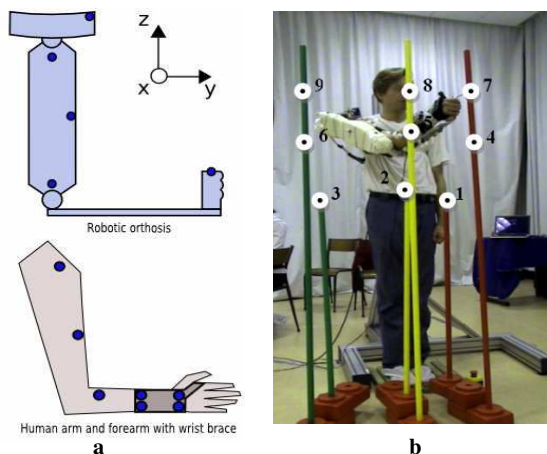 z
x
y
Robotic orthosis
Human arm and forearm with wrist brace
a
9
8
7
6
5
4
3
2
1
b